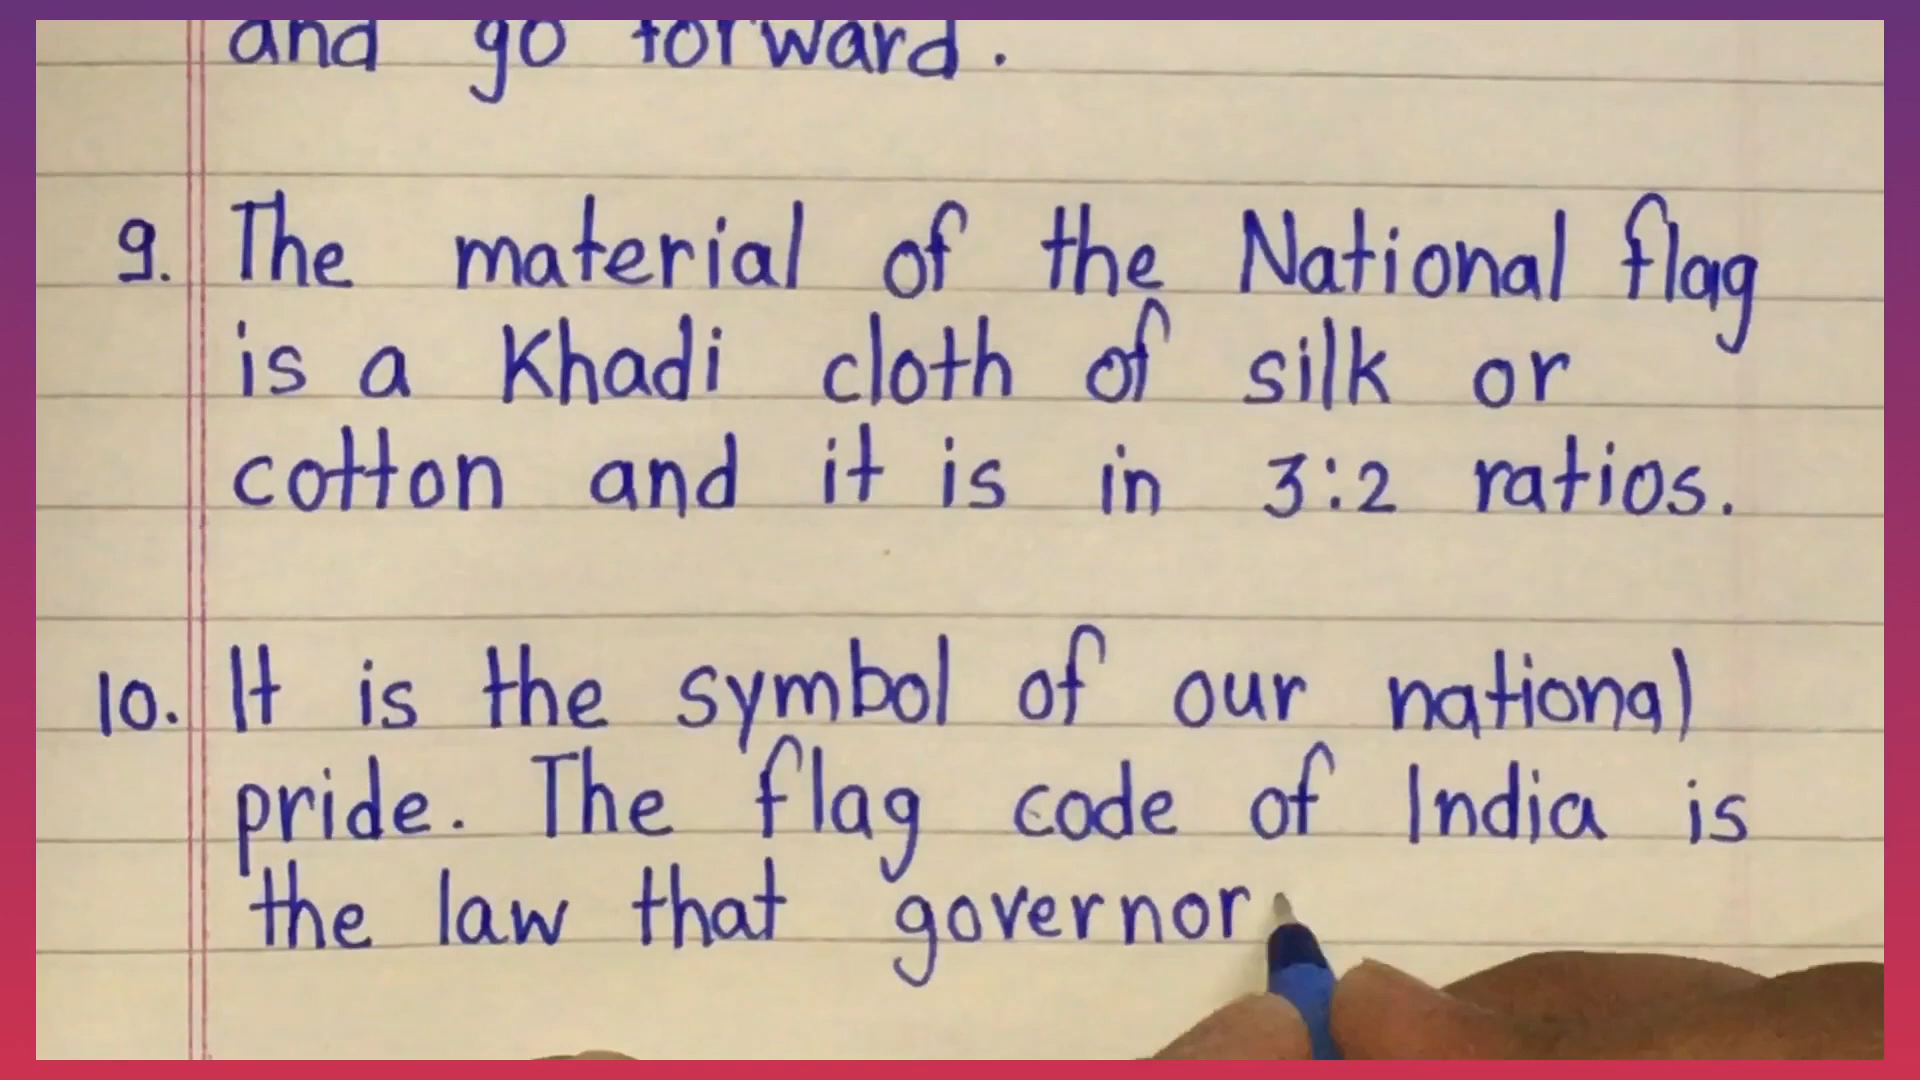 and go forward.
9. The material of the National flag
is a Khadi cloth of silk or
cotton and it is in 3:2 ratios.
10. It is the symbol of our national
pride. The flag code of India is
the law that governor